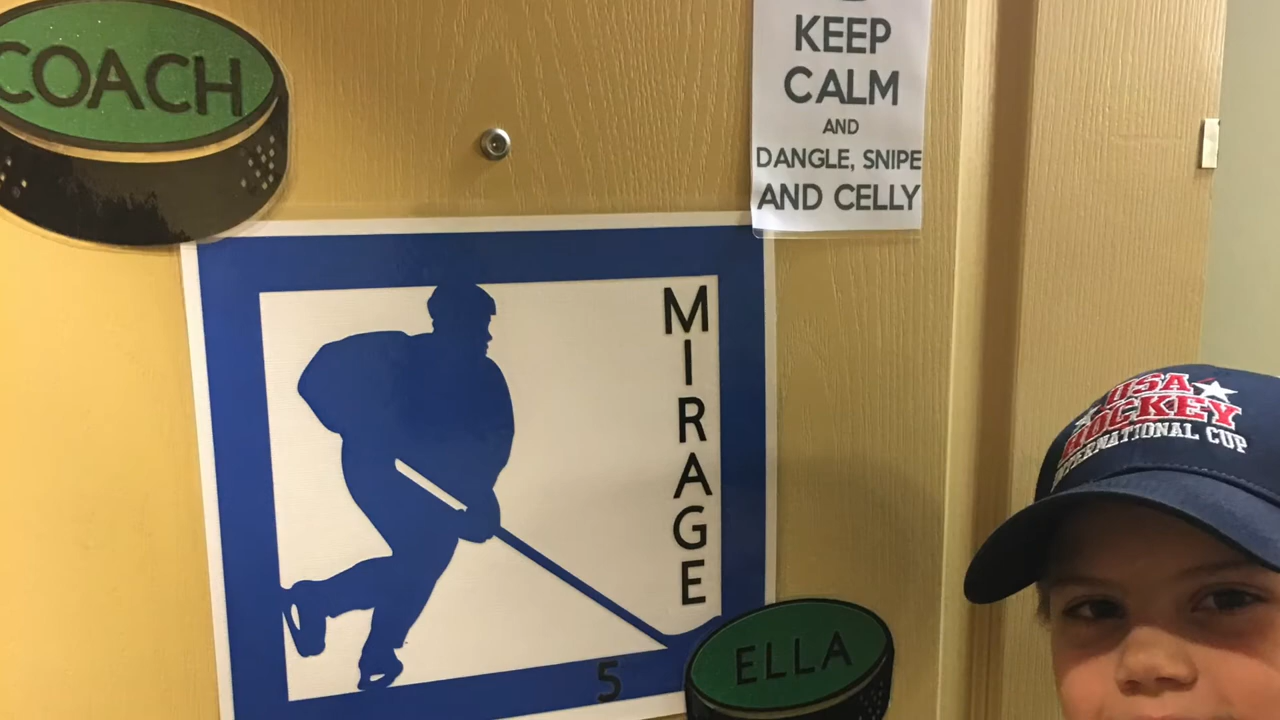 COACH
KEEP
CALM
AND
DANGLE, SNIPE
AND CELLY
MIRAGE
5
ELLA
USA
HOCKEY
INTERNATIONAL CUP